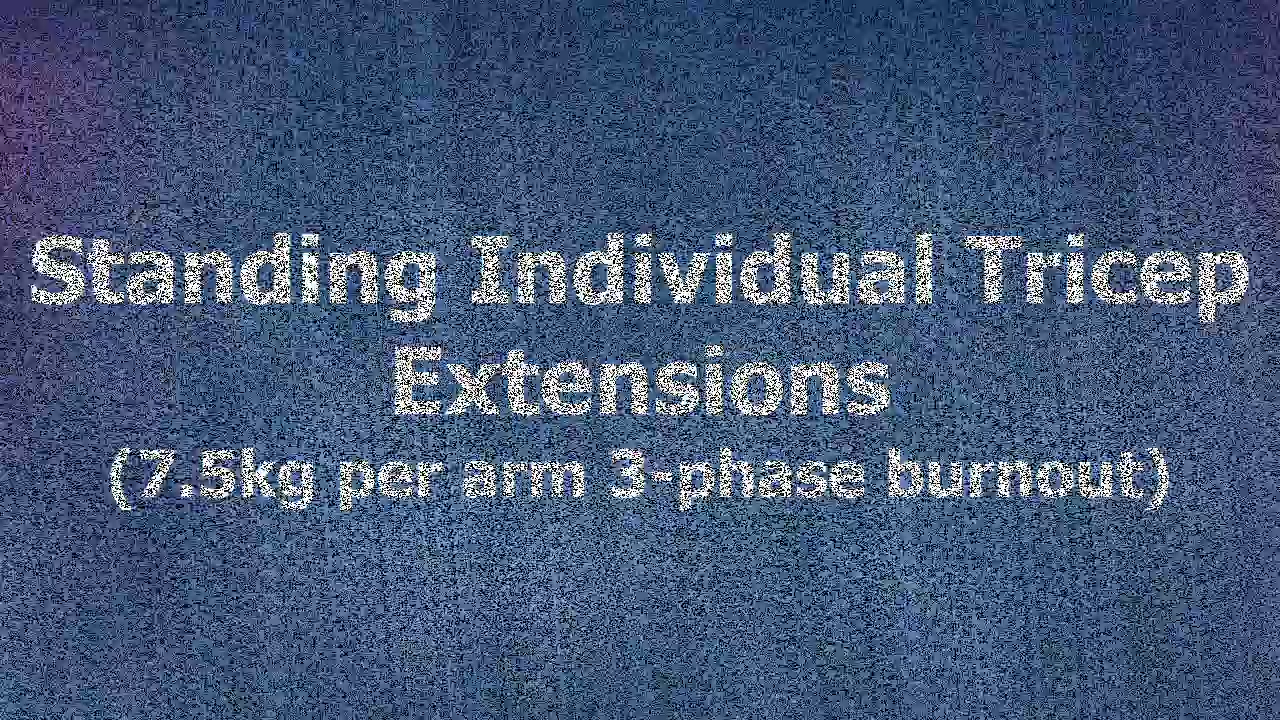 Standing Individual Tricep
Extensions
(7.5kg per arm 3-phase burnout)